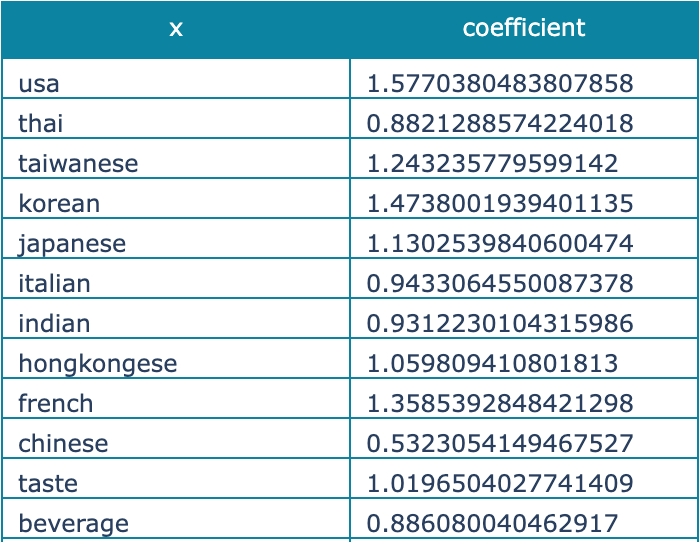 x coefficient
usa 1.5770380483807858
thai 0.8821288574224018
taiwanese 1.243235779599142
korean 1.4738001939401135
japanese 1.1302539840600474
italian 0.9433064550087378
indian 0.9312230104315986
hongkongese 1.059809410801813
french 1.3585392848421298
chinese 0.5323054149467527
taste 1.0196504027741409
beverage 0.886080040462917